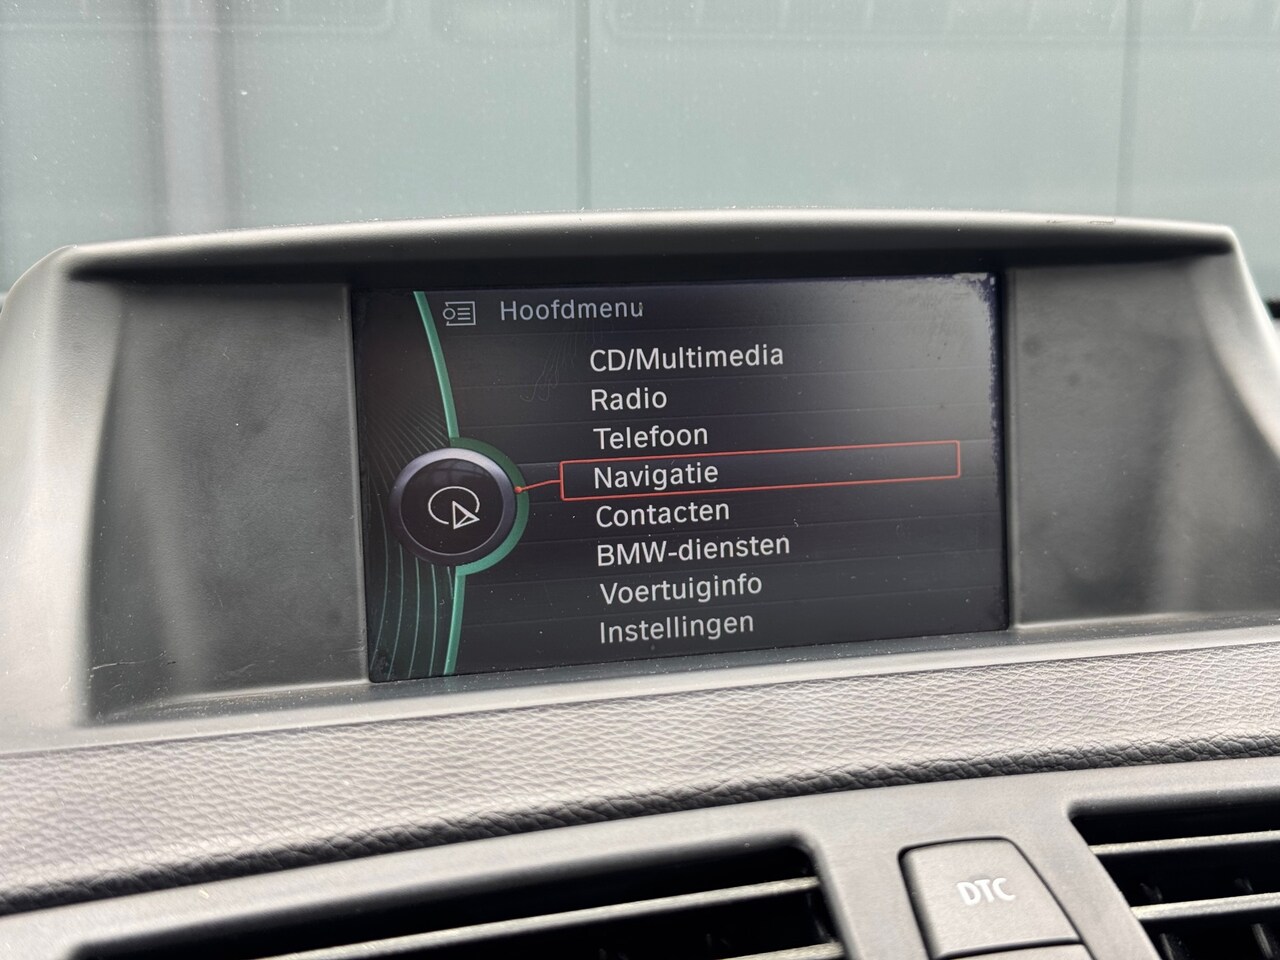 Hoofdmenu
CD/Multimedia
Radio
Telefoon
Navigatie
Contacten
BMW-diensten
Voertuiginfo
Instellingen
DTC